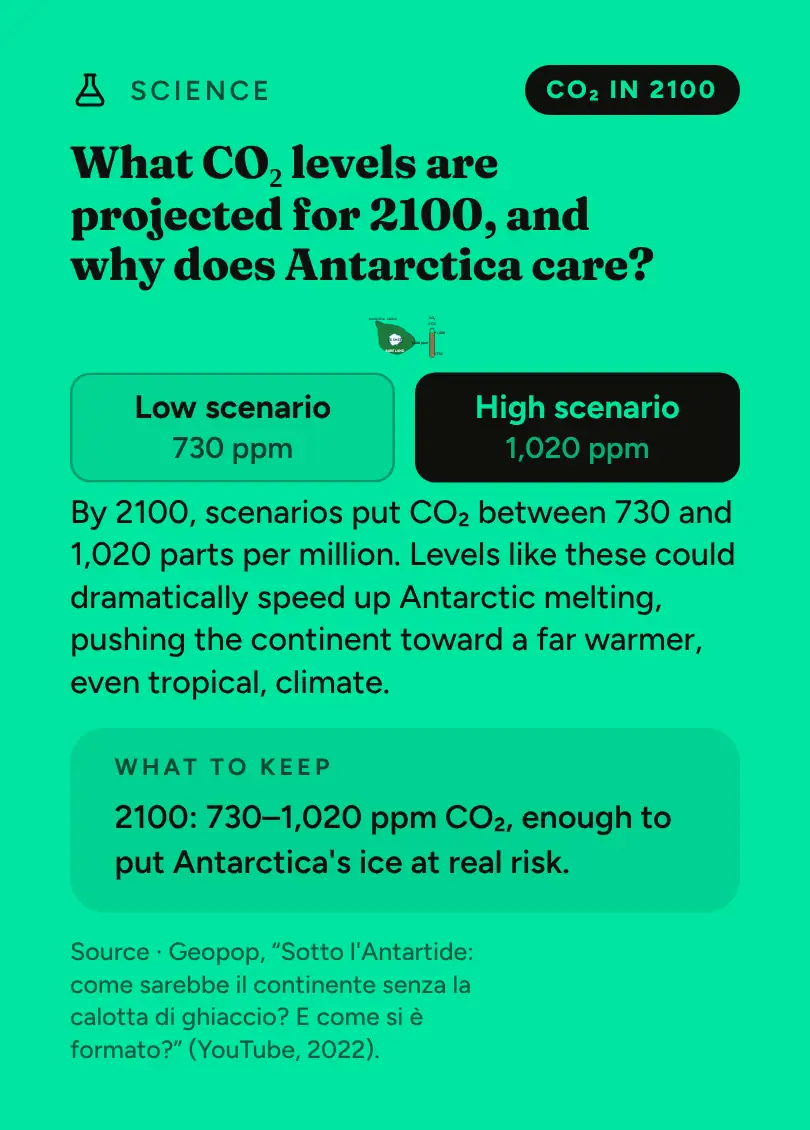 SCIENCE
CO₂ IN 2100
What CO₂ levels are
projected for 2100, and
why does Antarctica care?
Low scenario
730 ppm
High scenario
1,020 ppm
By 2100, scenarios put CO₂ between 730 and
1,020 parts per million. Levels like these could
dramatically speed up Antarctic melting,
pushing the continent toward a far warmer,
even tropical, climate.
WHAT TO KEEP
2100: 730–1,020 ppm CO₂, enough to
put Antarctica's ice at real risk.
Source · Geopop, “Sotto l'Antartide:
come sarebbe il continente senza la
calotta di ghiaccio? E come si è
formato?” (YouTube, 2022).